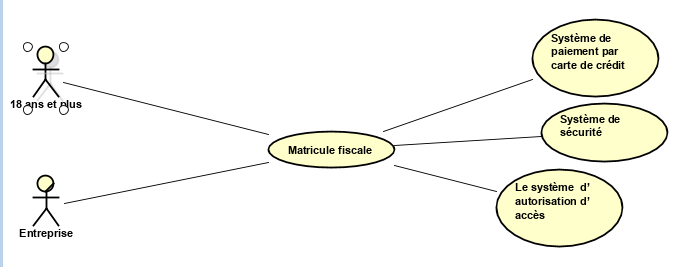 Système de
paiement par
carte de crédit
18 ans et plus
Système de
sécurité
Matricule fiscale
Le système d’
autorisation d’
accès
Entreprise